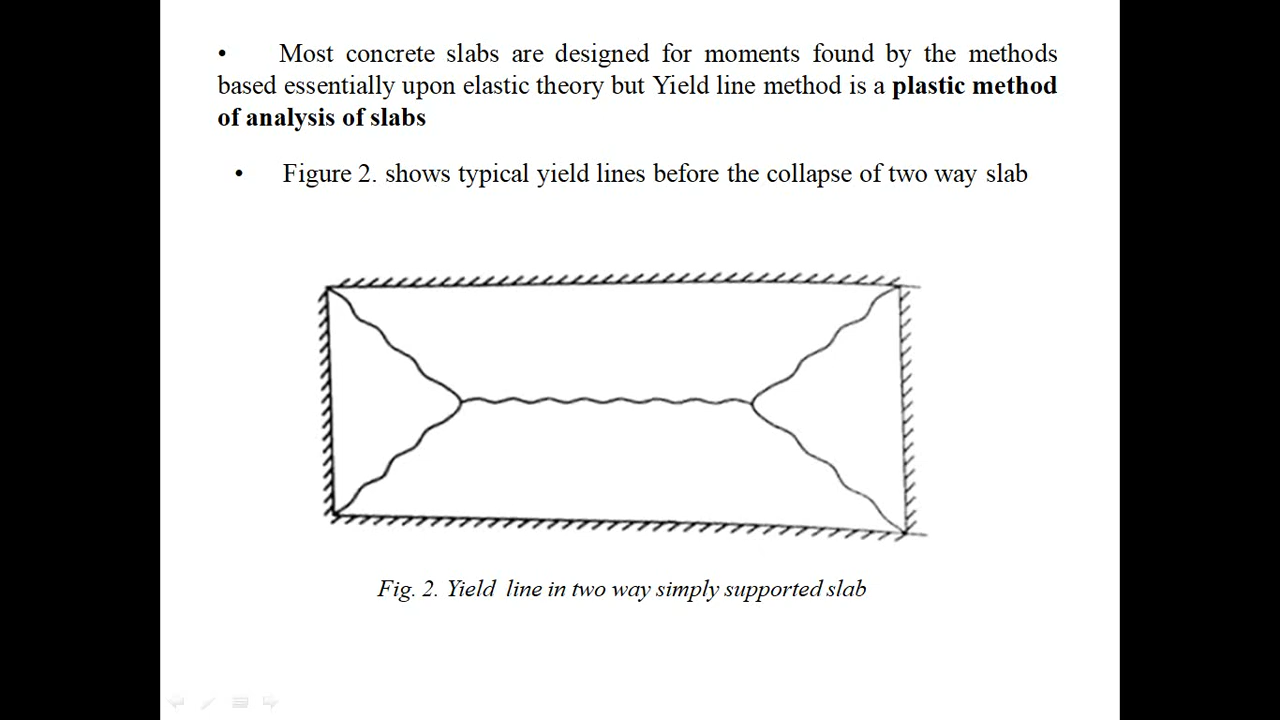 • Most concrete slabs are designed for moments found by the methods
based essentially upon elastic theory but Yield line method is a plastic method
of analysis of slabs
• Figure 2. shows typical yield lines before the collapse of two way slab
Fig. 2. Yield line in two way simply supported slab